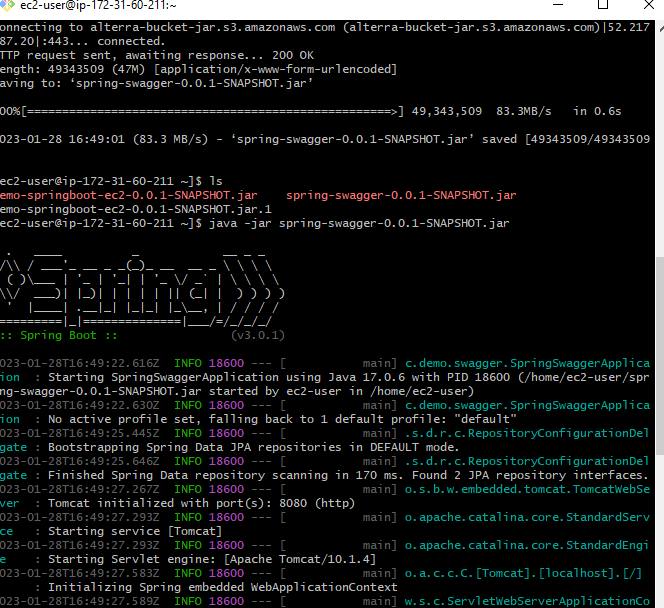 ec2-user@ip-172-31-60-211:~
onnecting to alterra-bucket-jar.s3.amazonaws.com (alterra-bucket-jar.s3.amazonaws.com)|52.217
87.20|:443... connected.
TTP request sent, awaiting response... 200 OK
ength: 49343509 (47M) [application/x-www-form-urlencoded]
aving to: ‘spring-swagger-0.0.1-SNAPSHOT.jar’
00%[====================================================>] 49,343,509  83.3MB/s   in 0.6s
023-01-28 16:49:01 (83.3 MB/s) - ‘spring-swagger-0.0.1-SNAPSHOT.jar’ saved [49343509/49343509
ec2-user@ip-172-31-60-211 ~]$ ls
emo-springboot-ec2-0.0.1-SNAPSHOT.jar    spring-swagger-0.0.1-SNAPSHOT.jar
emo-springboot-ec2-0.0.1-SNAPSHOT.jar.1
ec2-user@ip-172-31-60-211 ~]$ java -jar spring-swagger-0.0.1-SNAPSHOT.jar
:: Spring Boot ::                (v3.0.1)
023-01-28T16:49:22.616Z  INFO 18600 --- [           main] c.demo.swagger.SpringSwaggerApplica
ion  : Starting SpringSwaggerApplication using Java 17.0.6 with PID 18600 (/home/ec2-user/spr
ng-swagger-0.0.1-SNAPSHOT.jar started by ec2-user in /home/ec2-user)
023-01-28T16:49:22.630Z  INFO 18600 --- [           main] c.demo.swagger.SpringSwaggerApplica
ion  : No active profile set, falling back to 1 default profile: "default"
023-01-28T16:49:25.445Z  INFO 18600 --- [           main] .s.d.r.c.RepositoryConfigurationDel
gate : Bootstrapping Spring Data JPA repositories in DEFAULT mode.
023-01-28T16:49:25.646Z  INFO 18600 --- [           main] .s.d.r.c.RepositoryConfigurationDel
gate : Finished Spring Data repository scanning in 170 ms. Found 2 JPA repository interfaces.
023-01-28T16:49:27.267Z  INFO 18600 --- [           main] o.s.b.w.embedded.tomcat.TomcatWebSe
ver  : Tomcat initialized with port(s): 8080 (http)
023-01-28T16:49:27.293Z  INFO 18600 --- [           main] o.apache.catalina.core.StandardServ
ce   : Starting service [Tomcat]
023-01-28T16:49:27.293Z  INFO 18600 --- [           main] o.apache.catalina.core.StandardEngi
e    : Starting Servlet engine: [Apache Tomcat/10.1.4]
023-01-28T16:49:27.583Z  INFO 18600 --- [           main] o.a.c.c.C.[Tomcat].[localhost].[/]
     : Initializing Spring embedded WebApplicationContext
023-01-28T16:49:27.589Z  INFO 18600 --- [           main] w.s.c.ServletWebServerApplicationCo